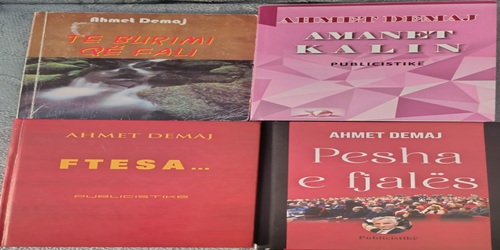 Ahmet Demaj
TE BURIMI
QË FALI
AHMET DEMAJ
AMANET
KALIN
PUBLICISTIKË
AHMET DEMAJ
FTESA...
PUBLICISTIKË
AHMET DEMAJ
Pesha
e fjalës
Publicistikë